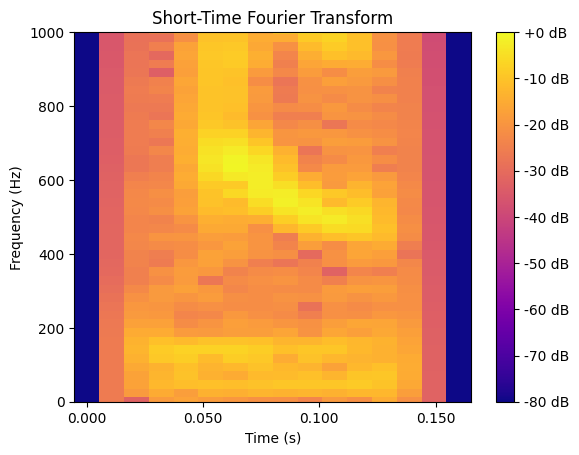 Short-Time Fourier Transform
1000
800
600
400
200
0
Frequency (Hz)
0.000
0.050
0.100
0.150
Time (s)
+0 dB
-10 dB
-20 dB
-30 dB
-40 dB
-50 dB
-60 dB
-70 dB
-80 dB